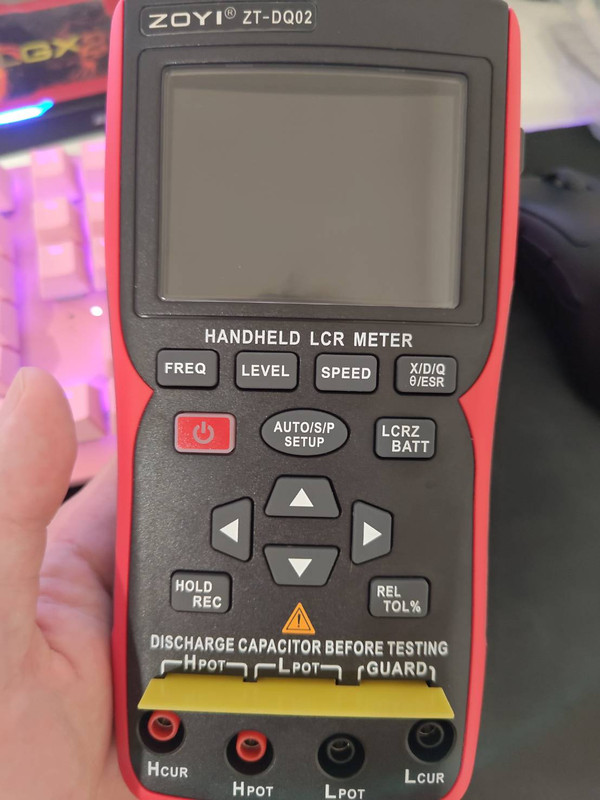 ZOYI® ZT-DQ02
HANDHELD LCR METER
FREQ
LEVEL
SPEED
X/D/Q
θ/ESR
AUTO/S/P
SETUP
LCRZ
BATT
HOLD
REC
REL
TOL%
DISCHARGE CAPACITOR BEFORE TESTING
HPOT LPOT GUARD
HCUR
HPOT
LPOT
LCUR